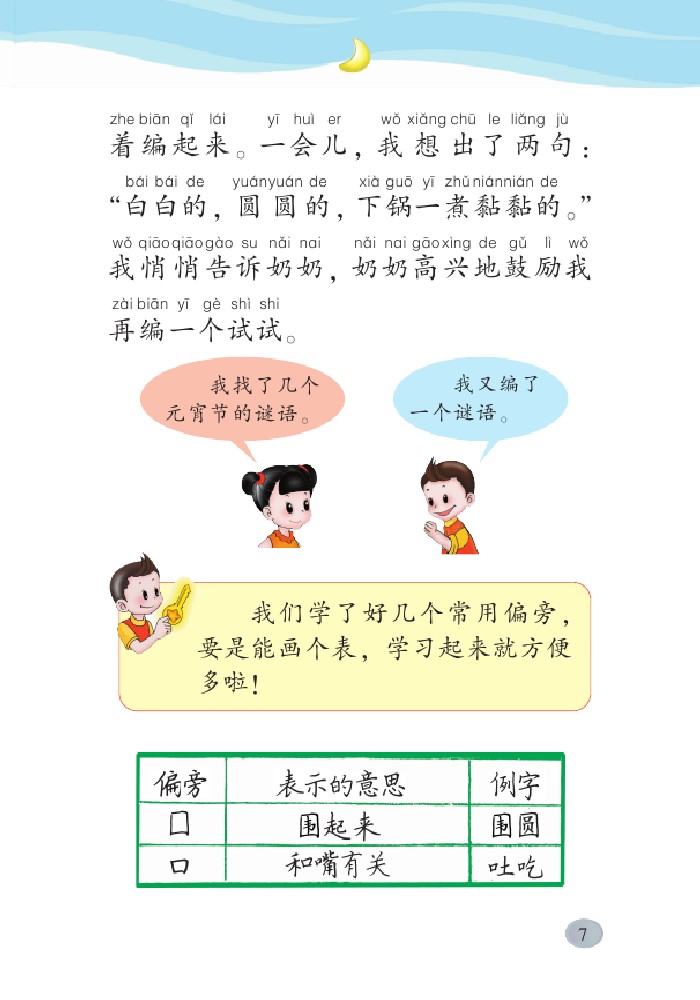 zhe biān qǐ lái yī huì er wǒ xiǎng chū le liǎng jù
着编起来。一会儿，我想出了两句：
bái bái de yuányuán de xià guō yī zhǔ niánnián de
“白白的，圆圆的，下锅一煮黏黏的。”
wǒ qiāoqiāogào su nǎi nai nǎi nai gāoxìng de gǔ lì wǒ
我悄悄告诉奶奶，奶奶高兴地鼓励我
zài biān yī gè shì shi
再编一个试试。
我找了几个
元宵节的谜语。
我又编了
一个谜语。
我们学了好几个常用偏旁，
要是能画个表，学习起来就方便
多啦！
偏旁 表示的意思 例字
囗 围起来 围圆
口 和嘴有关 吐吃
7